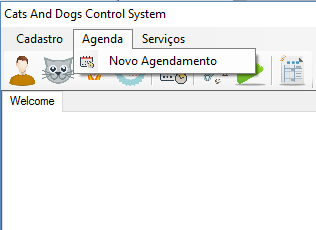 Cats And Dogs Control System
Cadastro Agenda Serviços
Novo Agendamento
Welcome